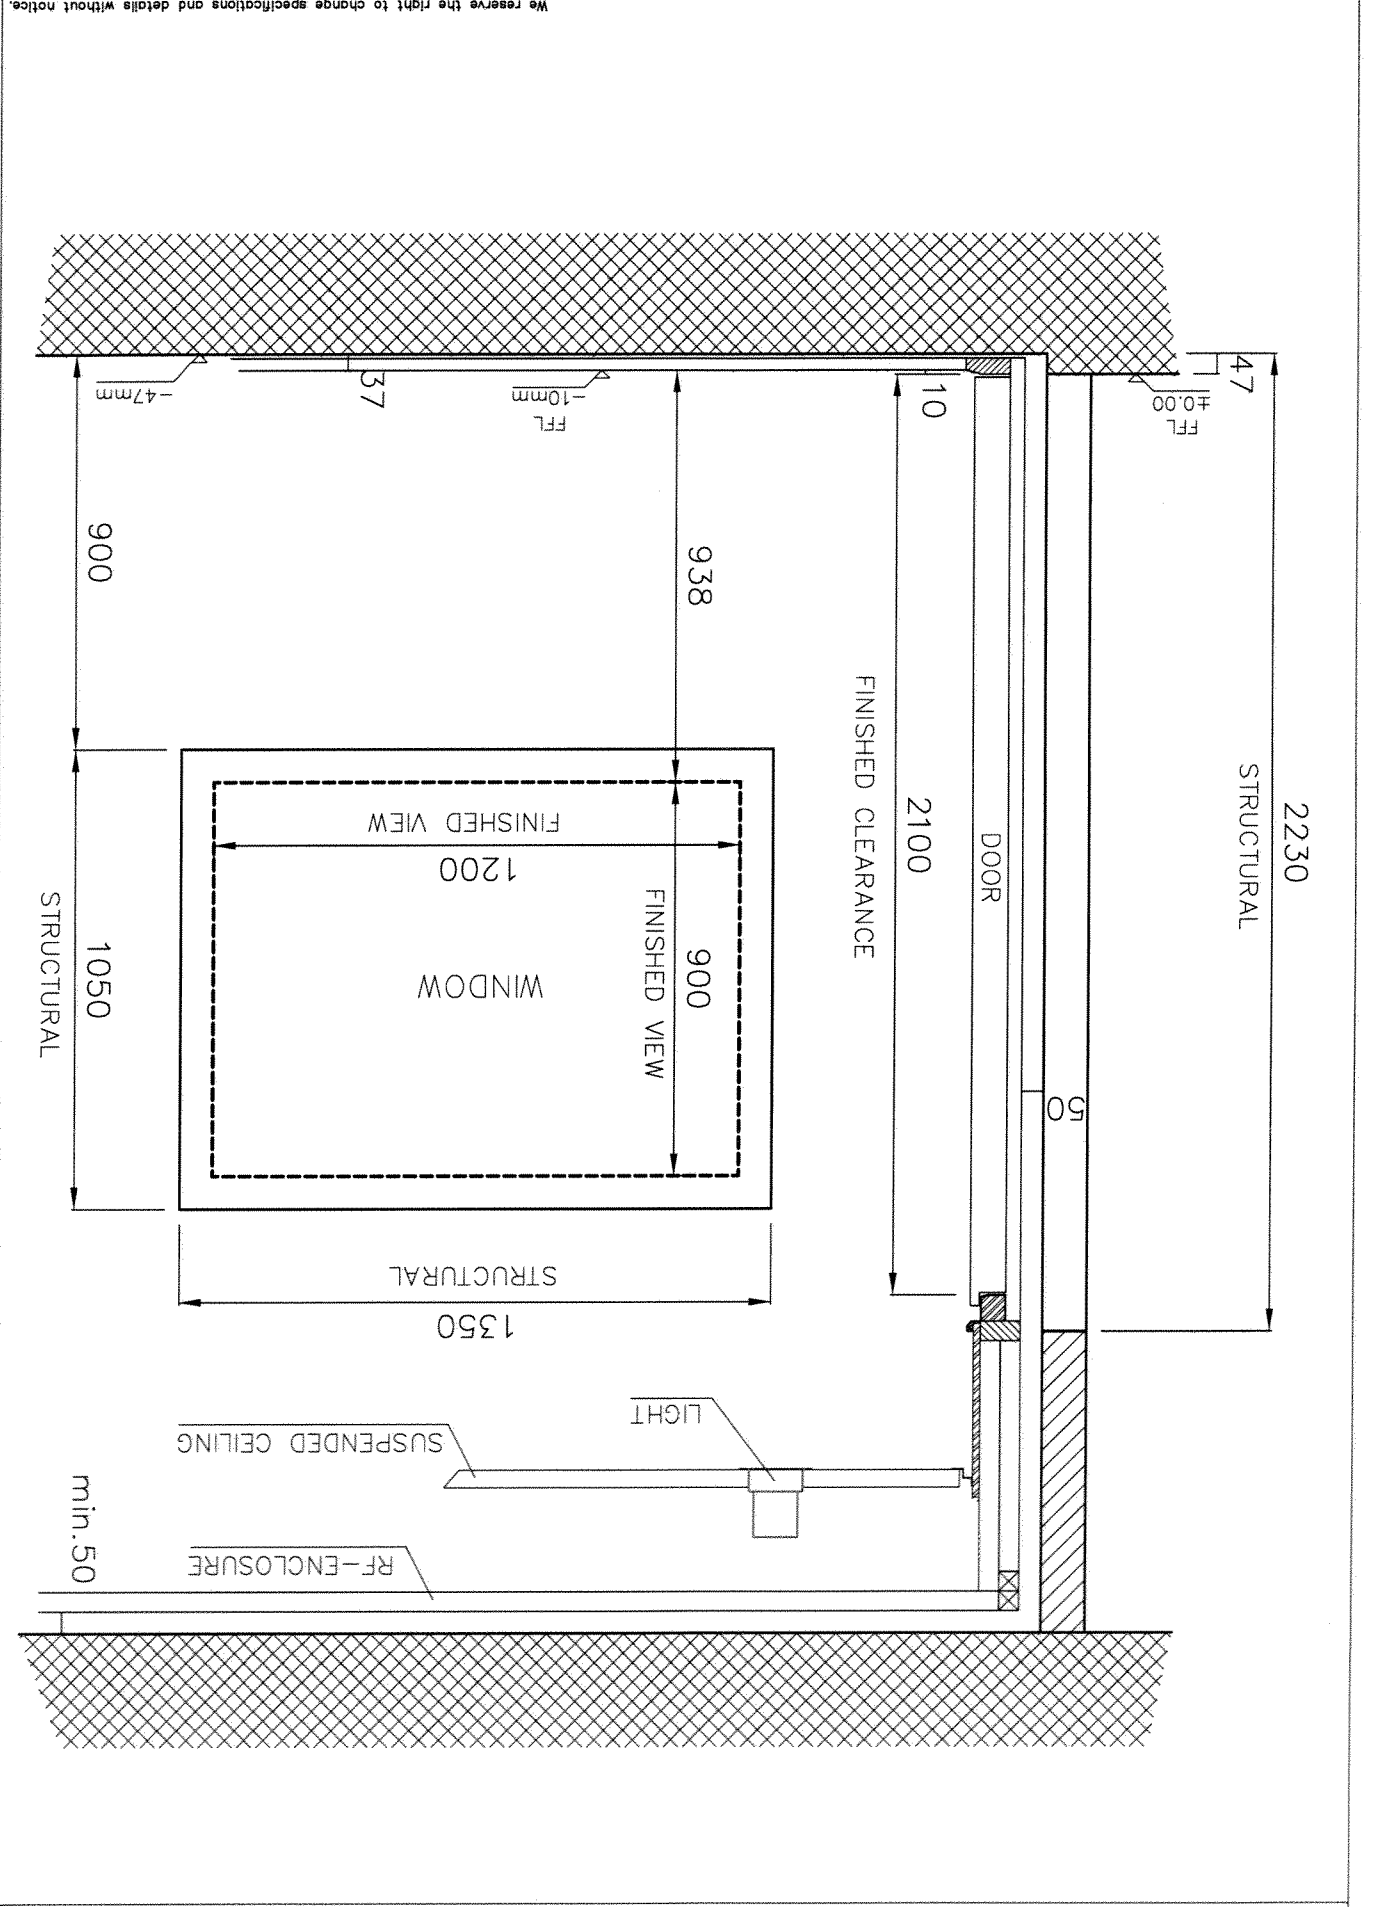 We reserve the right to change specifications and details without notice.
min.50
RF-ENCLOSURE
SUSPENDED CEILING
LIGHT
1350
STRUCTURAL
50
1050
STRUCTURAL
WINDOW
900
FINISHED VIEW
1200
FINISHED VIEW
2100
FINISHED CLEARANCE
DOOR
2230
STRUCTURAL
900
938
-47mm
37
FFL
-10mm
10
FFL
±0.00
47